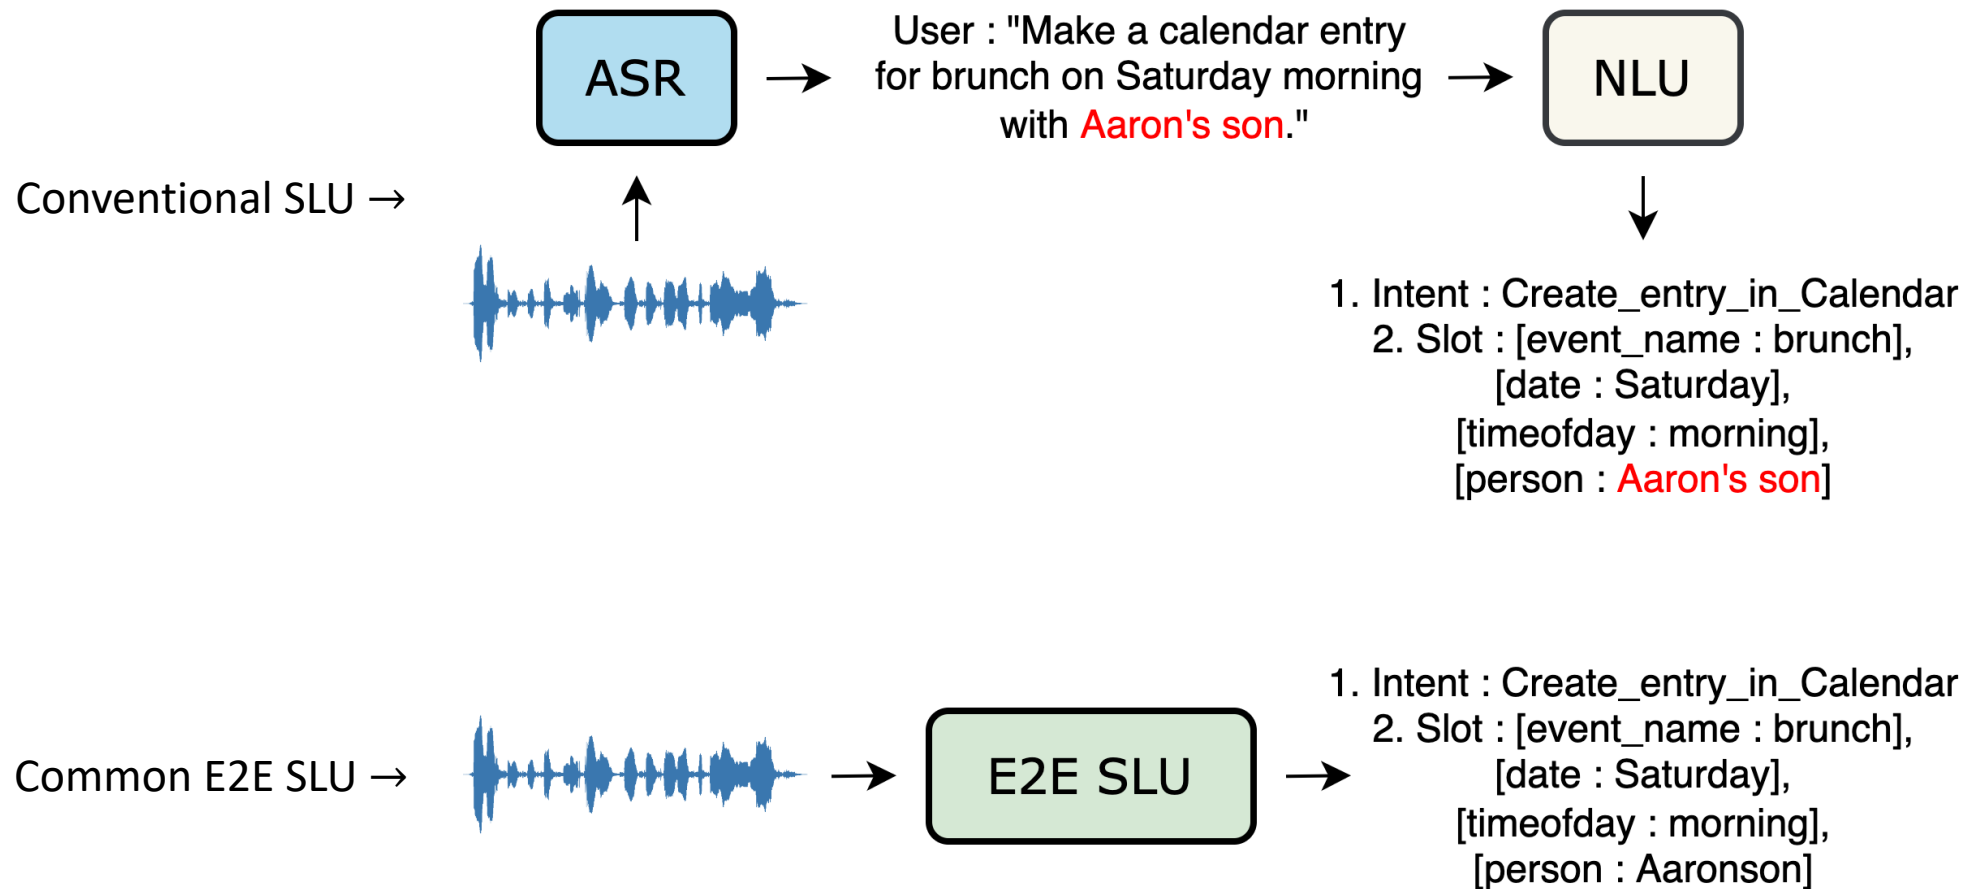 ASR
User : "Make a calendar entry
for brunch on Saturday morning
with Aaron's son."
NLU
Conventional SLU →
1. Intent : Create_entry_in_Calendar
2. Slot : [event_name : brunch],
[date : Saturday],
[timeofday : morning],
[person : Aaron's son]
Common E2E SLU →
E2E SLU
1. Intent : Create_entry_in_Calendar
2. Slot : [event_name : brunch],
[date : Saturday],
[timeofday : morning],
[person : Aaronson]